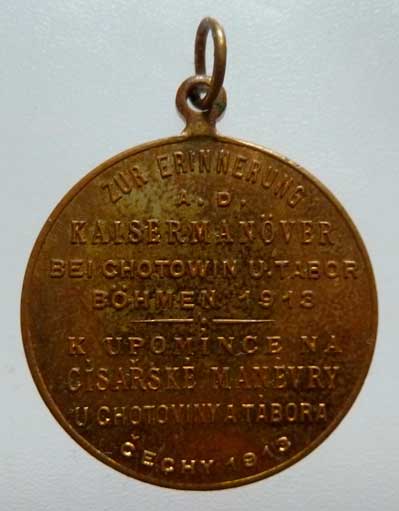 ZUR ERINNERUNG
A. D.
KAISERMANÖVER
BEI CHOTOWIN U. TABOR
BÖHMEN 1913
K UPOMÍNCE NA
CÍSAŘSKÉ MANEVRY
U CHOTOVINY A TÁBORA
ČECHY 1913